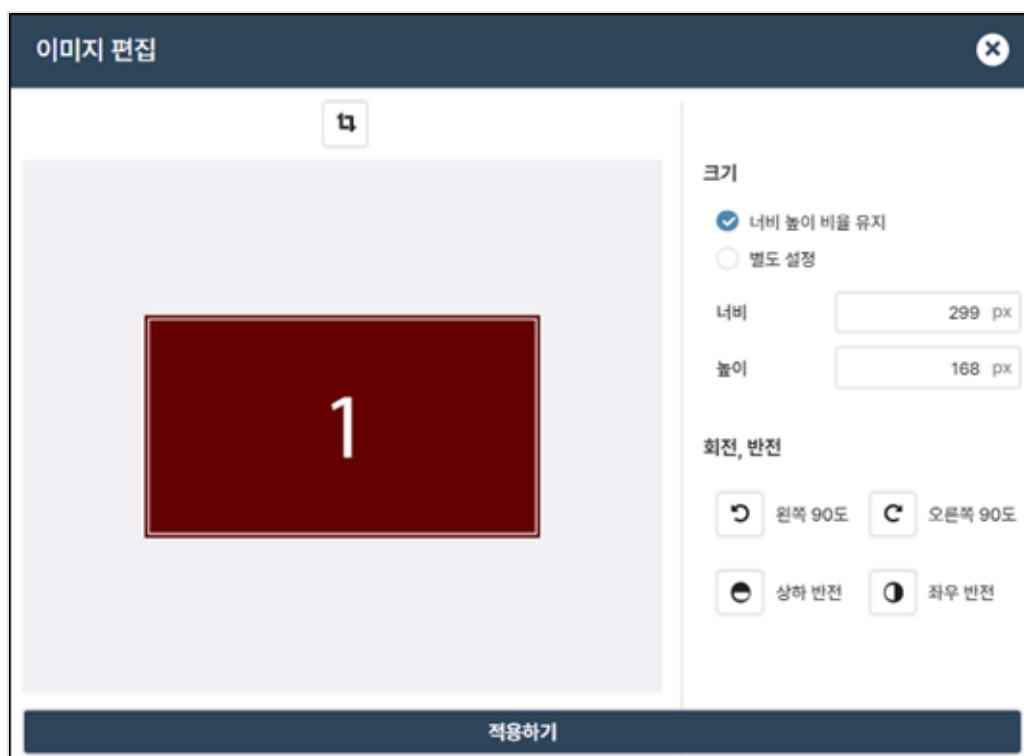 이미지 편집
크기
너비 높이 비율 유지
별도 설정
너비 299 px
높이 168 px
1
회전, 반전
왼쪽 90도 오른쪽 90도
상하 반전 좌우 반전
적용하기